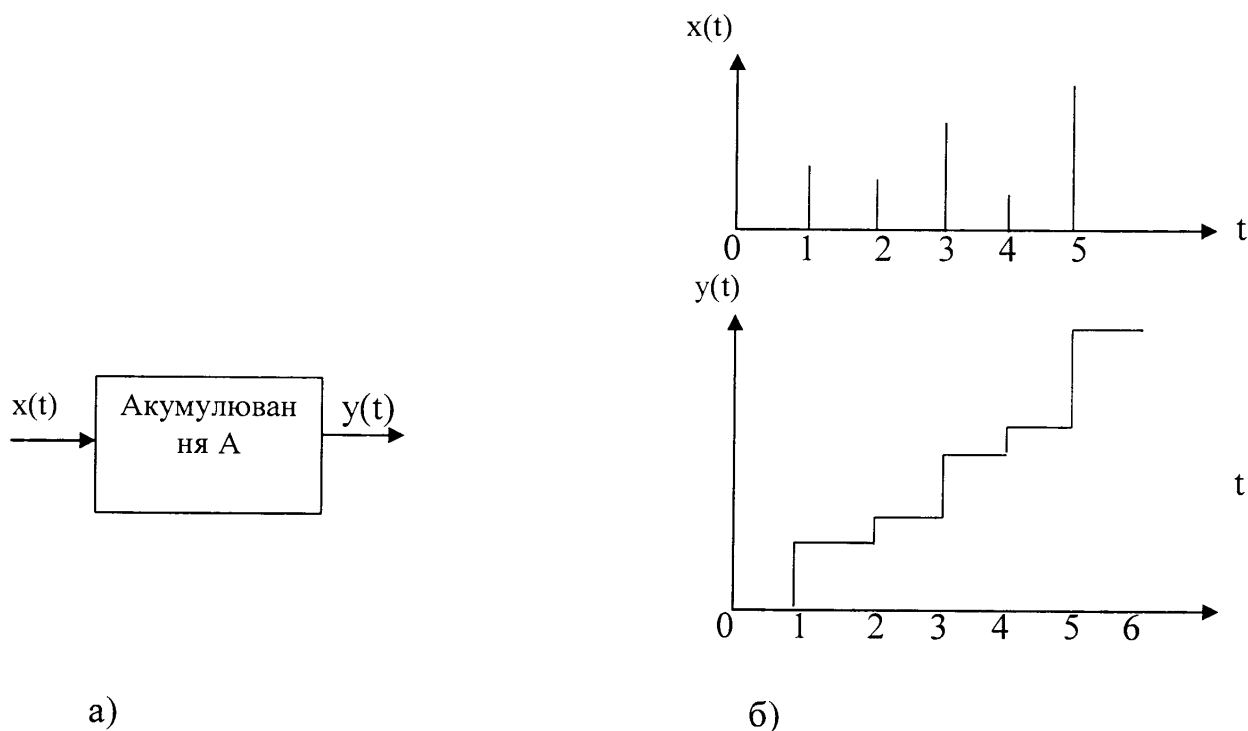 x(t)
0 1 2 3 4 5 t
y(t)
x(t) Акумулюван y(t)
ня А
t
0 1 2 3 4 5 6
а) б)